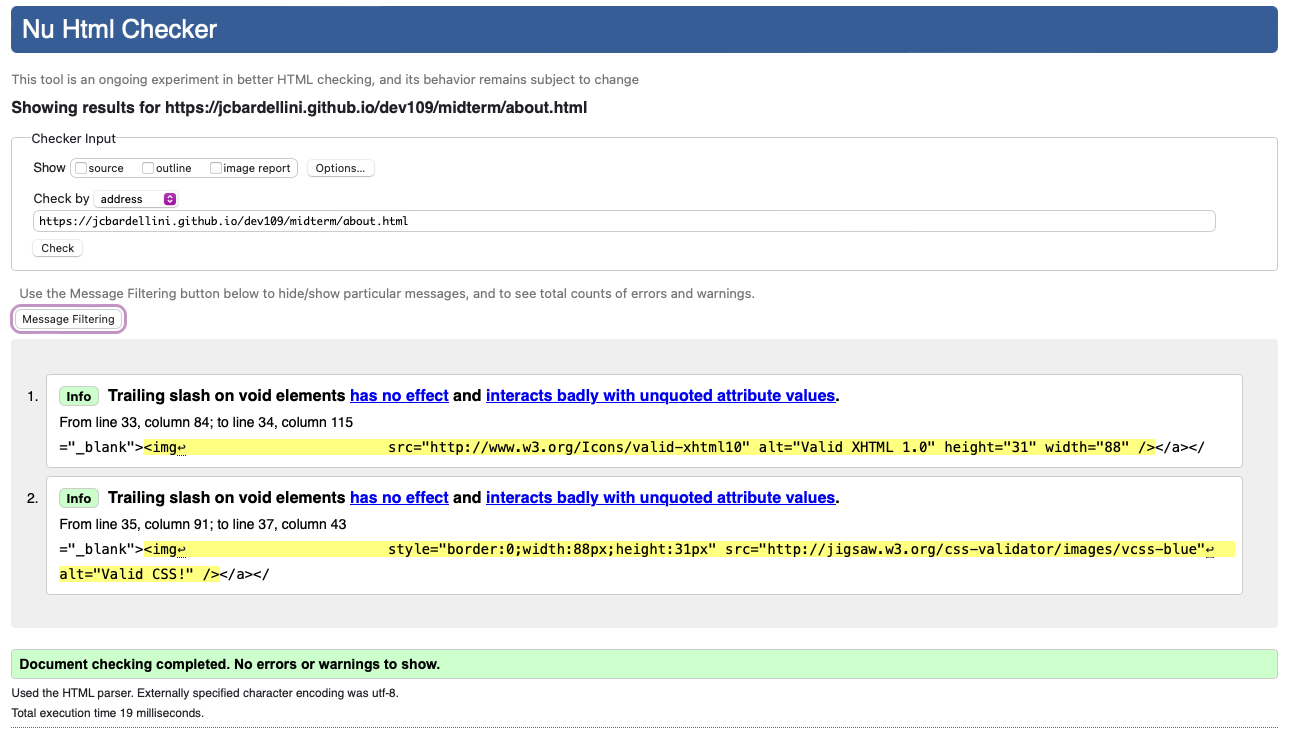 Nu Html Checker
This tool is an ongoing experiment in better HTML checking, and its behavior remains subject to change
Showing results for https://jcbardellini.github.io/dev109/midterm/about.html
Checker Input
Show source outline image report Options...
Check by address
https://jcbardellini.github.io/dev109/midterm/about.html
Check
Use the Message Filtering button below to hide/show particular messages, and to see total counts of errors and warnings.
Message Filtering
1. Info Trailing slash on void elements has no effect and interacts badly with unquoted attribute values.
From line 33, column 84; to line 34, column 115
="_blank"><img↩ src="http://www.w3.org/Icons/valid-xhtml10" alt="Valid XHTML 1.0" height="31" width="88" /></a></
2. Info Trailing slash on void elements has no effect and interacts badly with unquoted attribute values.
From line 35, column 91; to line 37, column 43
="_blank"><img↩ style="border:0;width:88px;height:31px" src="http://jigsaw.w3.org/css-validator/images/vcss-blue"↩
alt="Valid CSS!" /></a></
Document checking completed. No errors or warnings to show.
Used the HTML parser. Externally specified character encoding was utf-8.
Total execution time 19 milliseconds.